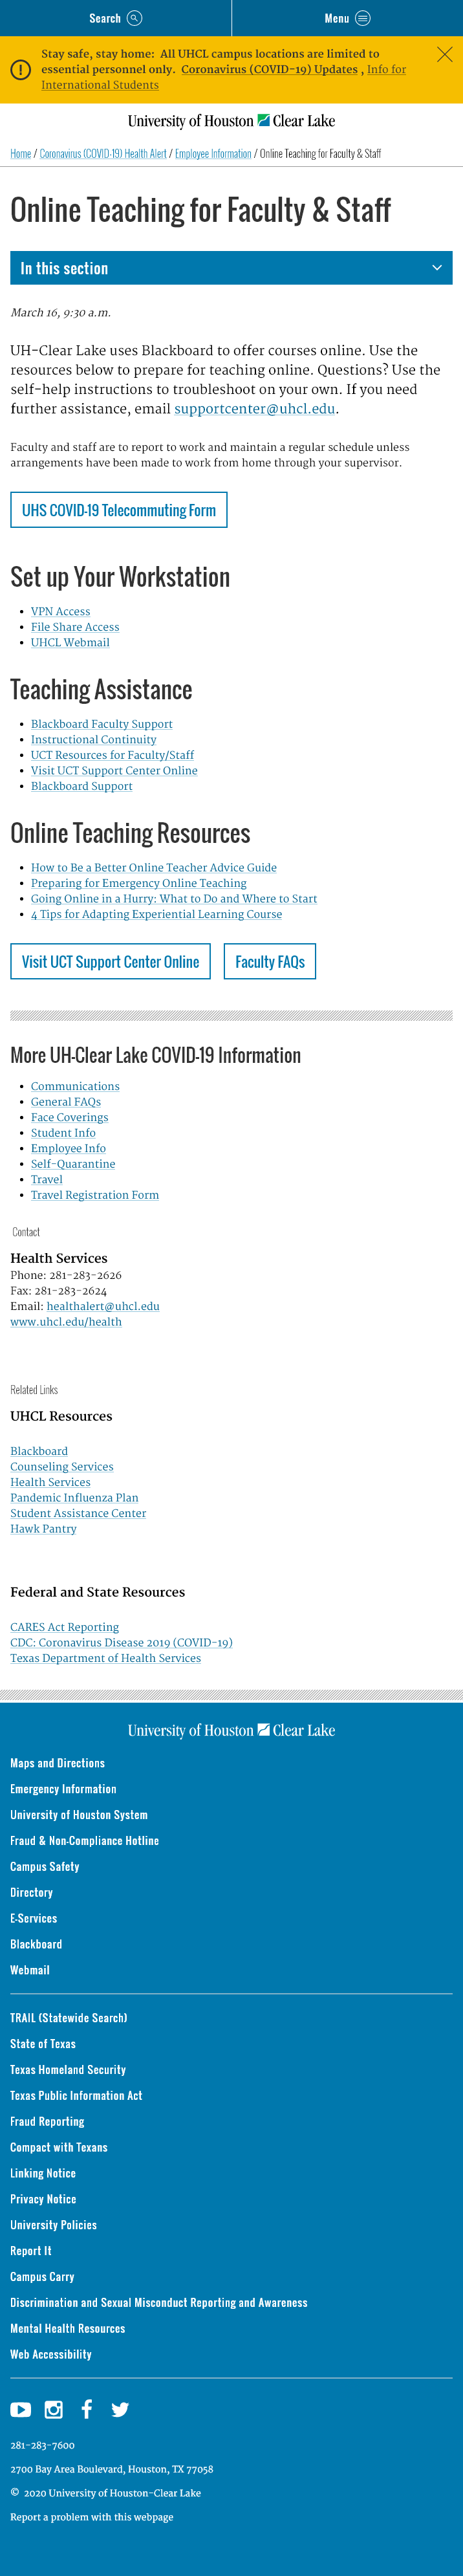 Search
Menu
Stay safe, stay home: All UHCL campus locations are limited to
essential personnel only. Coronavirus (COVID-19) Updates , Info for
International Students
University of Houston Clear Lake
Home / Coronavirus (COVID-19) Health Alert / Employee Information / Online Teaching for Faculty & Staff
Online Teaching for Faculty & Staff
In this section
March 16, 9:30 a.m.
UH-Clear Lake uses Blackboard to offer courses online. Use the
resources below to prepare for teaching online. Questions? Use the
self-help instructions to troubleshoot on your own. If you need
further assistance, email supportcenter@uhcl.edu.
Faculty and staff are to report to work and maintain a regular schedule unless
arrangements have been made to work from home through your supervisor.
UHS COVID-19 Telecommuting Form
Set up Your Workstation
• VPN Access
• File Share Access
• UHCL Webmail
Teaching Assistance
• Blackboard Faculty Support
• Instructional Continuity
• UCT Resources for Faculty/Staff
• Visit UCT Support Center Online
• Blackboard Support
Online Teaching Resources
• How to Be a Better Online Teacher Advice Guide
• Preparing for Emergency Online Teaching
• Going Online in a Hurry: What to Do and Where to Start
• 4 Tips for Adapting Experiential Learning Course
Visit UCT Support Center Online
Faculty FAQs
More UH-Clear Lake COVID-19 Information
• Communications
• General FAQs
• Face Coverings
• Student Info
• Employee Info
• Self-Quarantine
• Travel
• Travel Registration Form
Contact
Health Services
Phone: 281-283-2626
Fax: 281-283-2624
Email: healthalert@uhcl.edu
www.uhcl.edu/health
Related Links
UHCL Resources
Blackboard
Counseling Services
Health Services
Pandemic Influenza Plan
Student Assistance Center
Hawk Pantry
Federal and State Resources
CARES Act Reporting
CDC: Coronavirus Disease 2019 (COVID-19)
Texas Department of Health Services
University of Houston Clear Lake
Maps and Directions
Emergency Information
University of Houston System
Fraud & Non-Compliance Hotline
Campus Safety
Directory
E-Services
Blackboard
Webmail
TRAIL (Statewide Search)
State of Texas
Texas Homeland Security
Texas Public Information Act
Fraud Reporting
Compact with Texans
Linking Notice
Privacy Notice
University Policies
Report It
Campus Carry
Discrimination and Sexual Misconduct Reporting and Awareness
Mental Health Resources
Web Accessibility
281-283-7600
2700 Bay Area Boulevard, Houston, TX 77058
© 2020 University of Houston-Clear Lake
Report a problem with this webpage